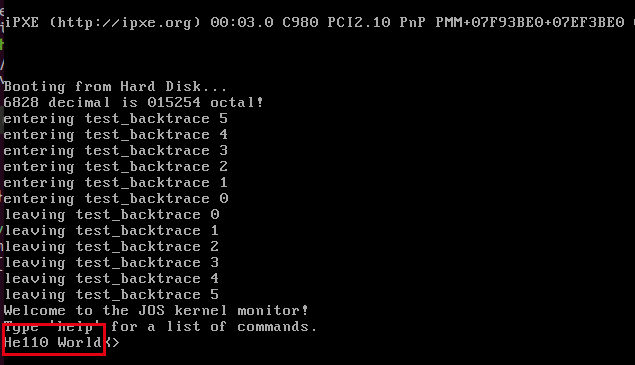 iPXE (http://ipxe.org) 00:03.0 C980 PCI2.10 PnP PMM+07F93BE0+07EF3BE0
Booting from Hard Disk...
6828 decimal is 015254 octal!
entering test_backtrace 5
entering test_backtrace 4
entering test_backtrace 3
entering test_backtrace 2
entering test_backtrace 1
entering test_backtrace 0
leaving test_backtrace 0
leaving test_backtrace 1
leaving test_backtrace 2
leaving test_backtrace 3
leaving test_backtrace 4
leaving test_backtrace 5
Welcome to the JOS kernel monitor!
Type 'help' for a list of commands.
He110 WorldK>